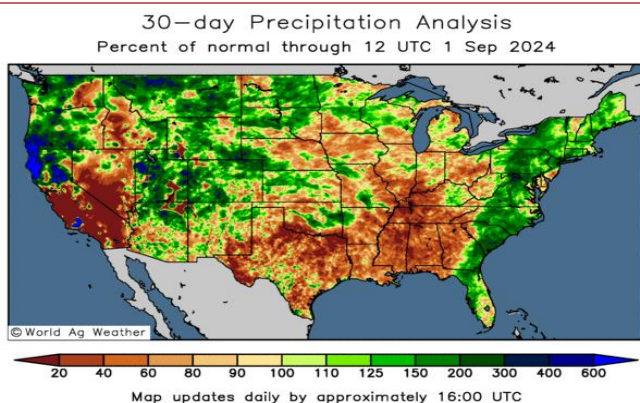 30-day Precipitation Analysis
Percent of normal through 12 UTC 1 Sep 2024
© World Ag Weather
20 40 60 80 90 100 110 125 150 200 300 400 600
Map updates daily by approximately 16:00 UTC